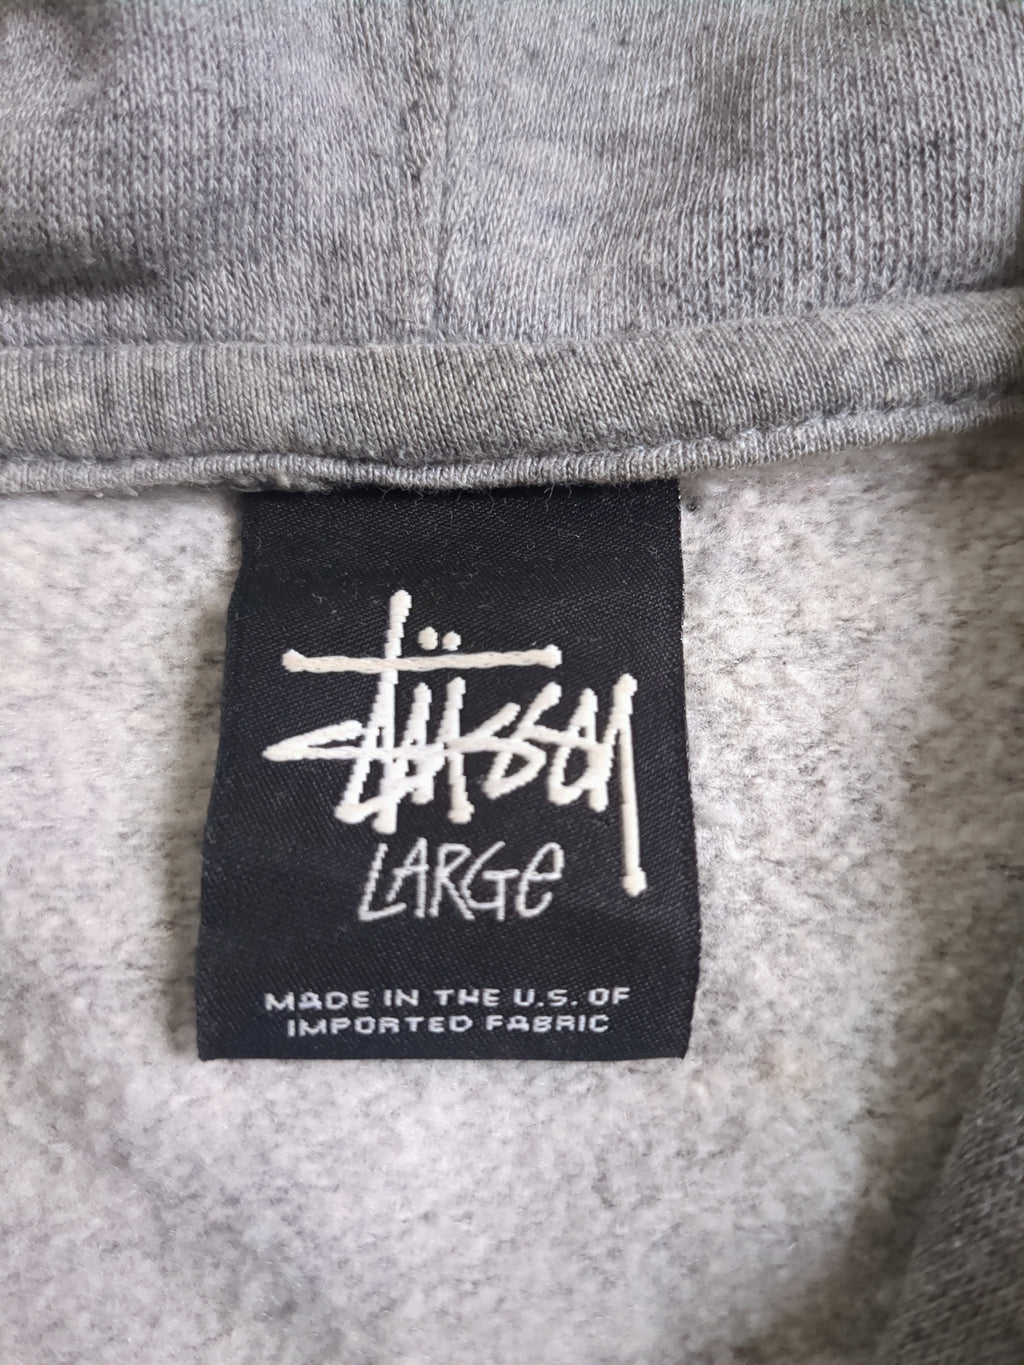 Stüssy
LARGe
MADE IN THE U.S. OF
IMPORTED FABRIC